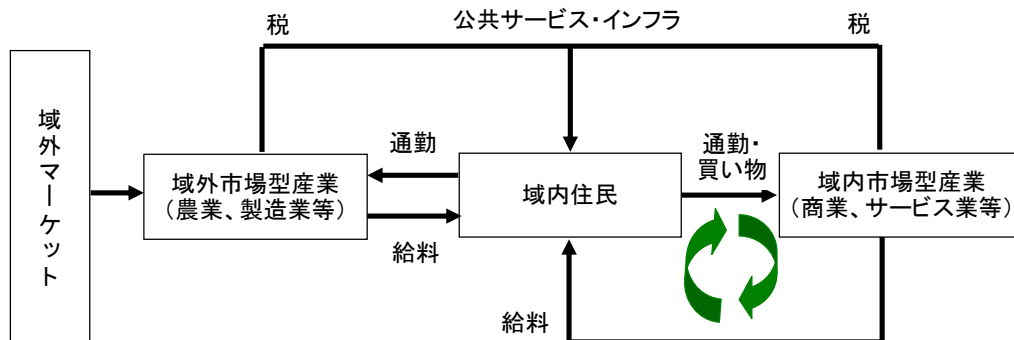 税
公共サービス・インフラ
税
域外マーケット
通勤
通勤・
買い物
域外市場型産業
（農業、製造業等）
域内住民
域内市場型産業
（商業、サービス業等）
給料
給料